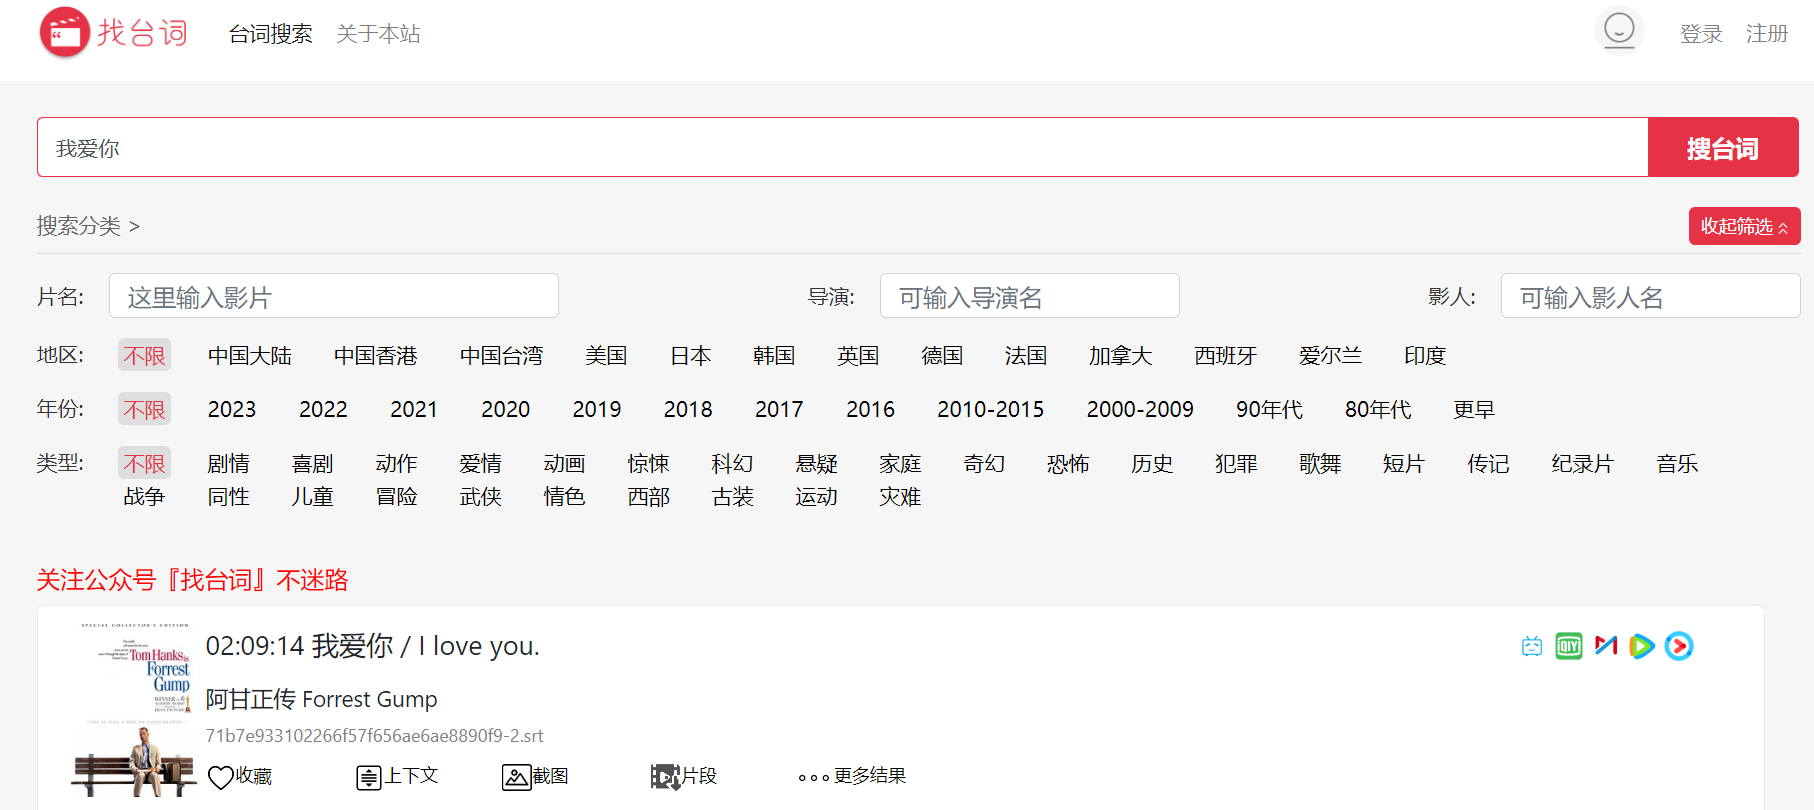 找台词 台词搜索 关于本站 登录 注册
我爱你 搜台词
搜索分类 > 收起筛选
片名: 这里输入影片 导演: 可输入导演名 影人: 可输入影人名
地区: 不限 中国大陆 中国香港 中国台湾 美国 日本 韩国 英国 德国 法国 加拿大 西班牙 爱尔兰 印度
年份: 不限 2023 2022 2021 2020 2019 2018 2017 2016 2010-2015 2000-2009 90年代 80年代 更早
类型: 不限 剧情 喜剧 动作 爱情 动画 惊悚 科幻 悬疑 家庭 奇幻 恐怖 历史 犯罪 歌舞 短片 传记 纪录片 音乐
战争 同性 儿童 冒险 武侠 情色 西部 古装 运动 灾难
关注公众号『找台词』不迷路
SPECIAL COLLECTOR'S EDITION
Tom Hanks is
Forrest
Gump
02:09:14 我爱你 / I love you.
QIY
阿甘正传 Forrest Gump
71b7e933102266f57f656ae6ae8890f9-2.srt
收藏 上下文 截图 片段 更多结果